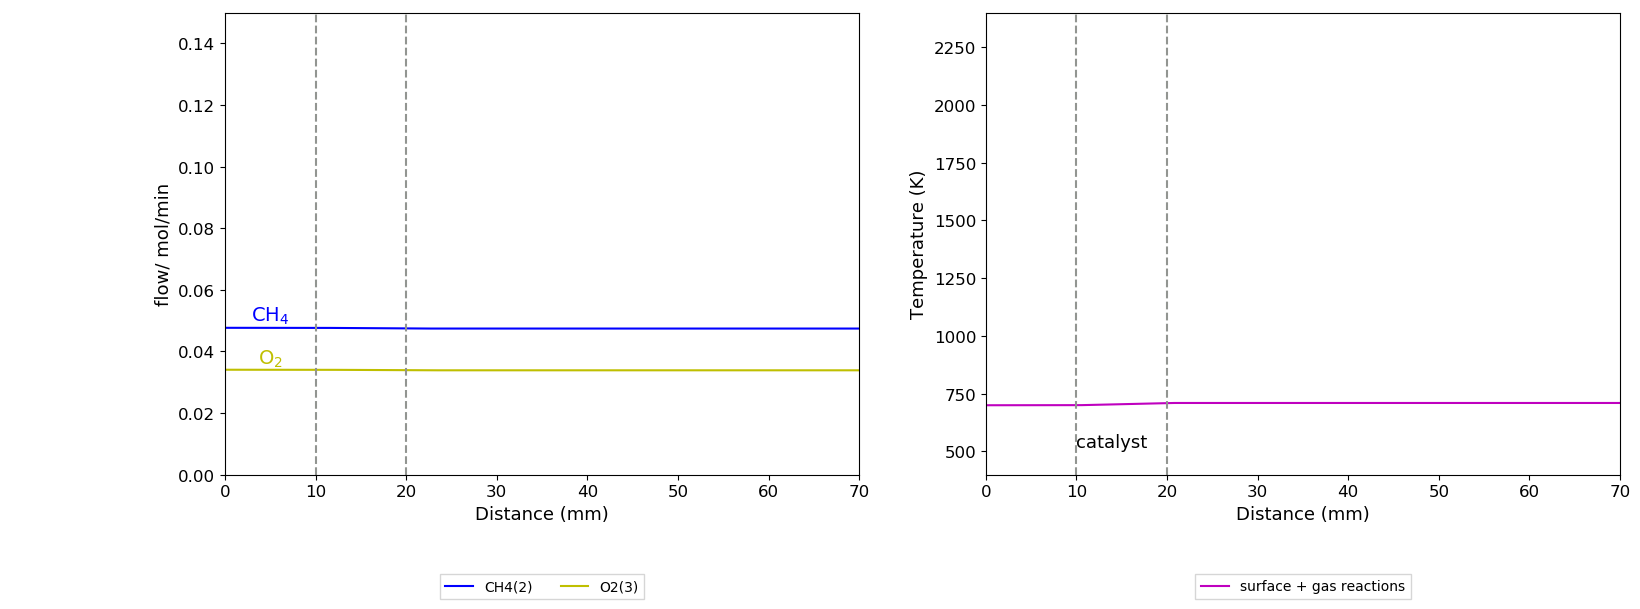 0.14
0.12
0.10
0.08
0.06
0.04
0.02
0.00
flow/ mol/min
CH₄
O₂
0 10 20 30 40 50 60 70
Distance (mm)
CH4(2) O2(3)
2250
2000
1750
1500
1250
1000
750
500
Temperature (K)
catalyst
0 10 20 30 40 50 60 70
Distance (mm)
surface + gas reactions